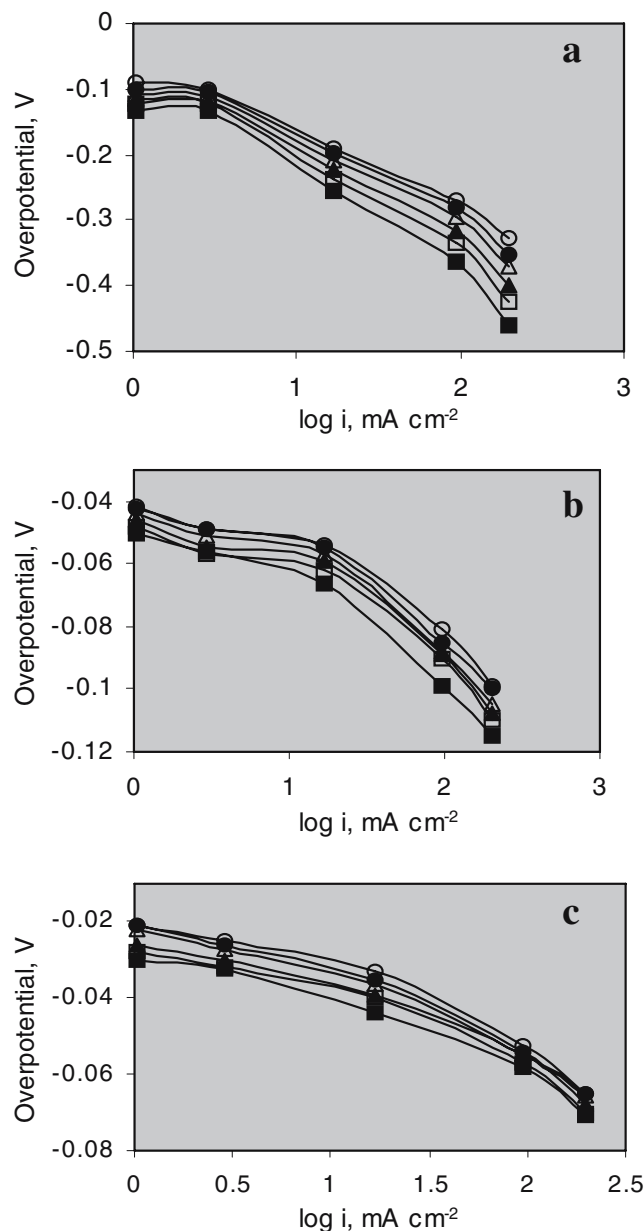 0
a
-0.1
-0.2
-0.3
-0.4
-0.5
Overpotential, V
0 1 2 3
log i, mA cm-2
b
-0.04
-0.06
-0.08
-0.1
-0.12
Overpotential, V
0 1 2 3
log i, mA cm-2
c
-0.02
-0.04
-0.06
-0.08
Overpotential, V
0 0.5 1 1.5 2 2.5
log i, mA cm-2